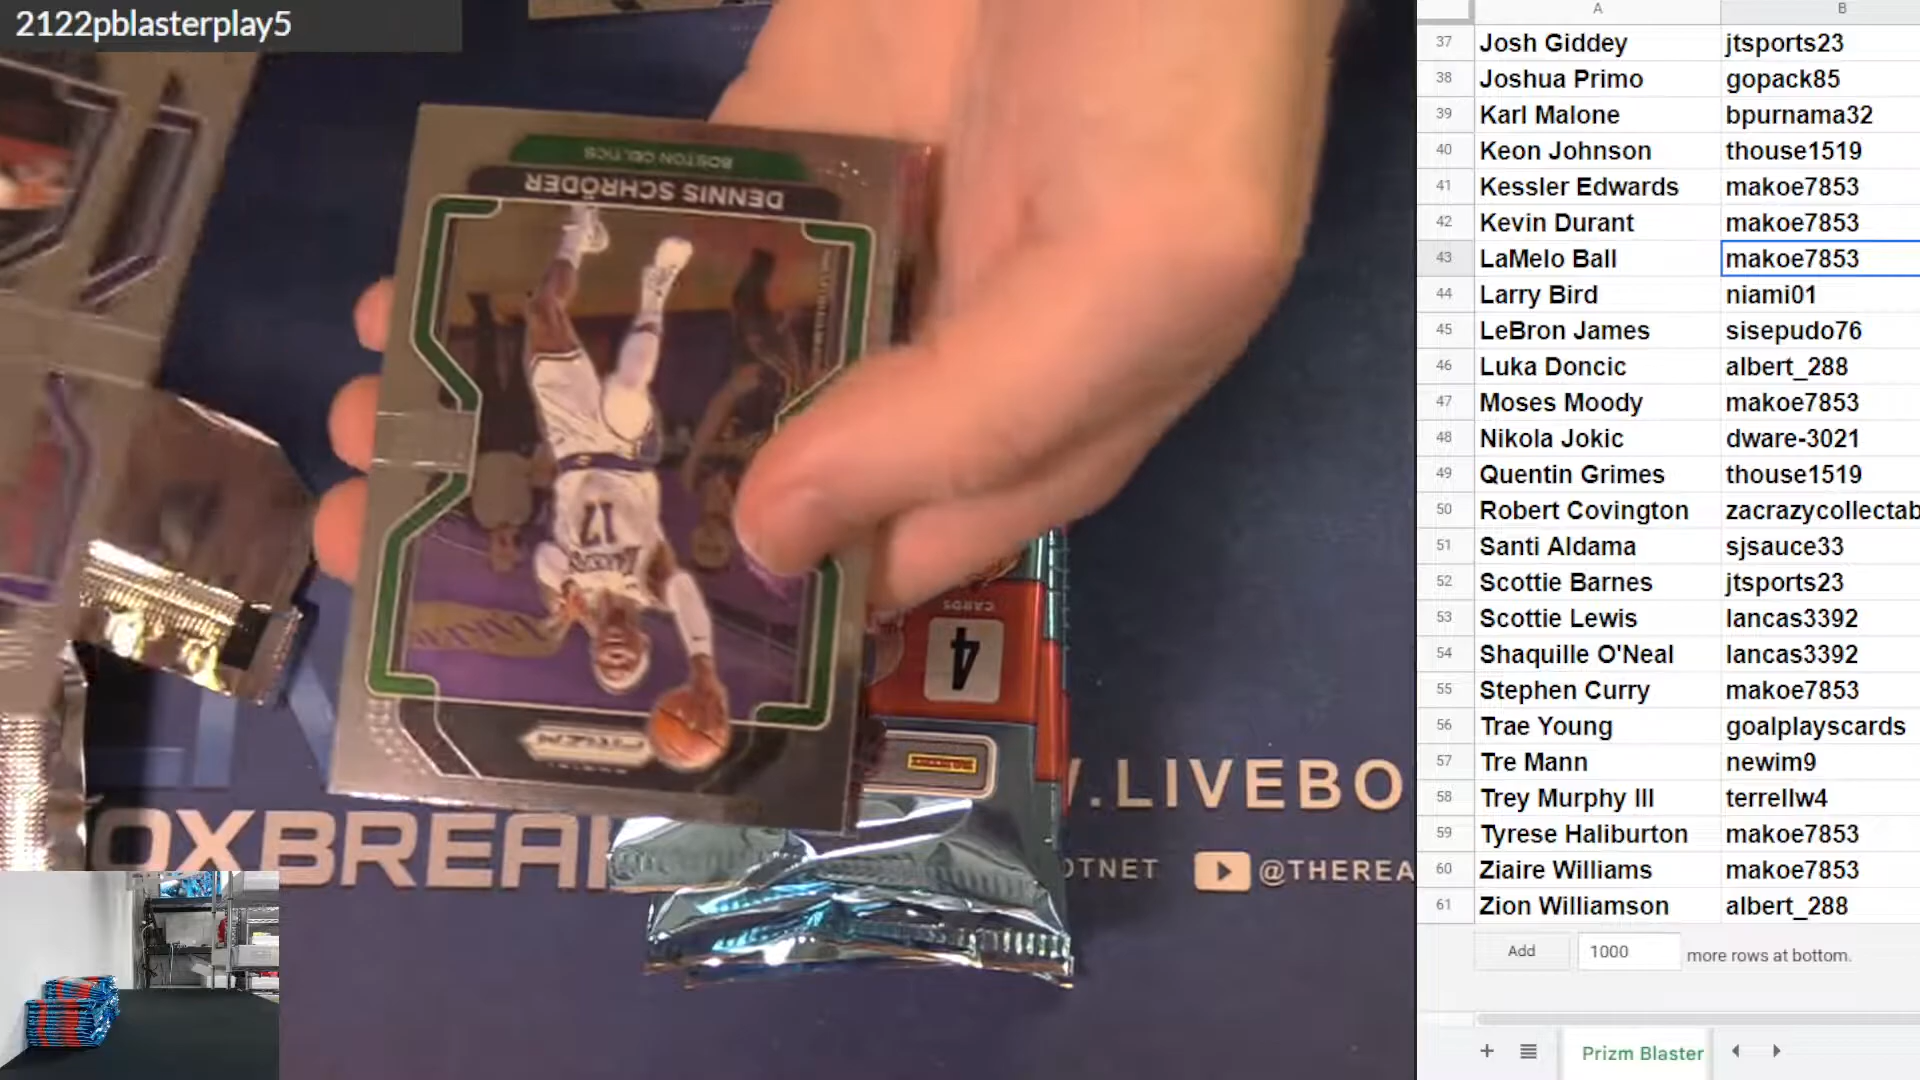 2122pblasterplay5
BOSTON CELTICS
DENNIS SCHRÖDER
17
PRIZM
CARDS
4
OXBREA
.LIVEBO
OTNET
@THEREA
A B
37 Josh Giddey jtsports23
38 Joshua Primo gopack85
39 Karl Malone bpurnama32
40 Keon Johnson thouse1519
41 Kessler Edwards makoe7853
42 Kevin Durant makoe7853
43 LaMelo Ball makoe7853
44 Larry Bird niami01
45 LeBron James sisepudo76
46 Luka Doncic albert_288
47 Moses Moody makoe7853
48 Nikola Jokic dware-3021
49 Quentin Grimes thouse1519
50 Robert Covington zacrazycollectab
51 Santi Aldama sjsauce33
52 Scottie Barnes jtsports23
53 Scottie Lewis lancas3392
54 Shaquille O'Neal lancas3392
55 Stephen Curry makoe7853
56 Trae Young goalplayscards
57 Tre Mann newim9
58 Trey Murphy III terrellw4
59 Tyrese Haliburton makoe7853
60 Ziaire Williams makoe7853
61 Zion Williamson albert_288
Add 1000 more rows at bottom.
Prizm Blaster